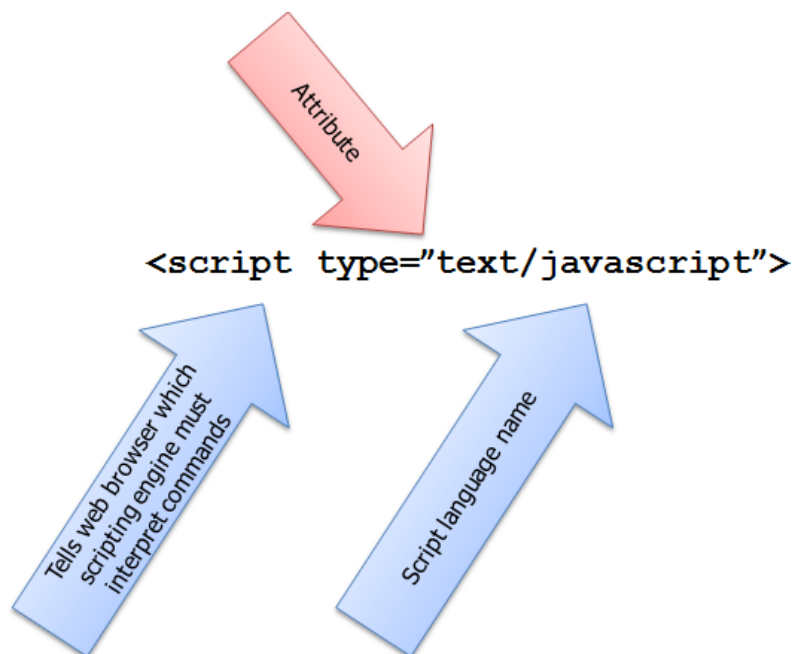 Attribute
<script type=”text/javascript”>
Tells web browser which
scripting engine must
interpret commands
Script language name